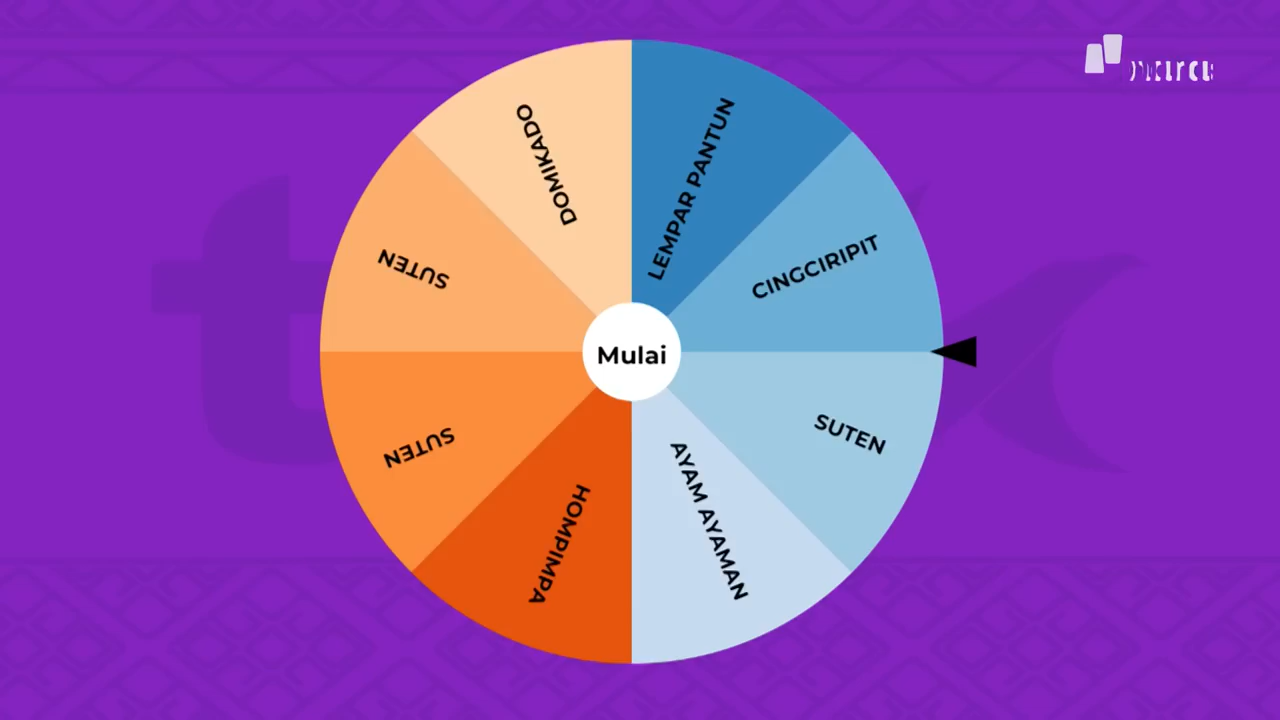 DOMIKADO
LEMPAR PANTUN
SUTEN
CINGCIRIPIT
Mulai
SUTEN
SUTEN
HOMPIMPA
AYAM AYAMAN